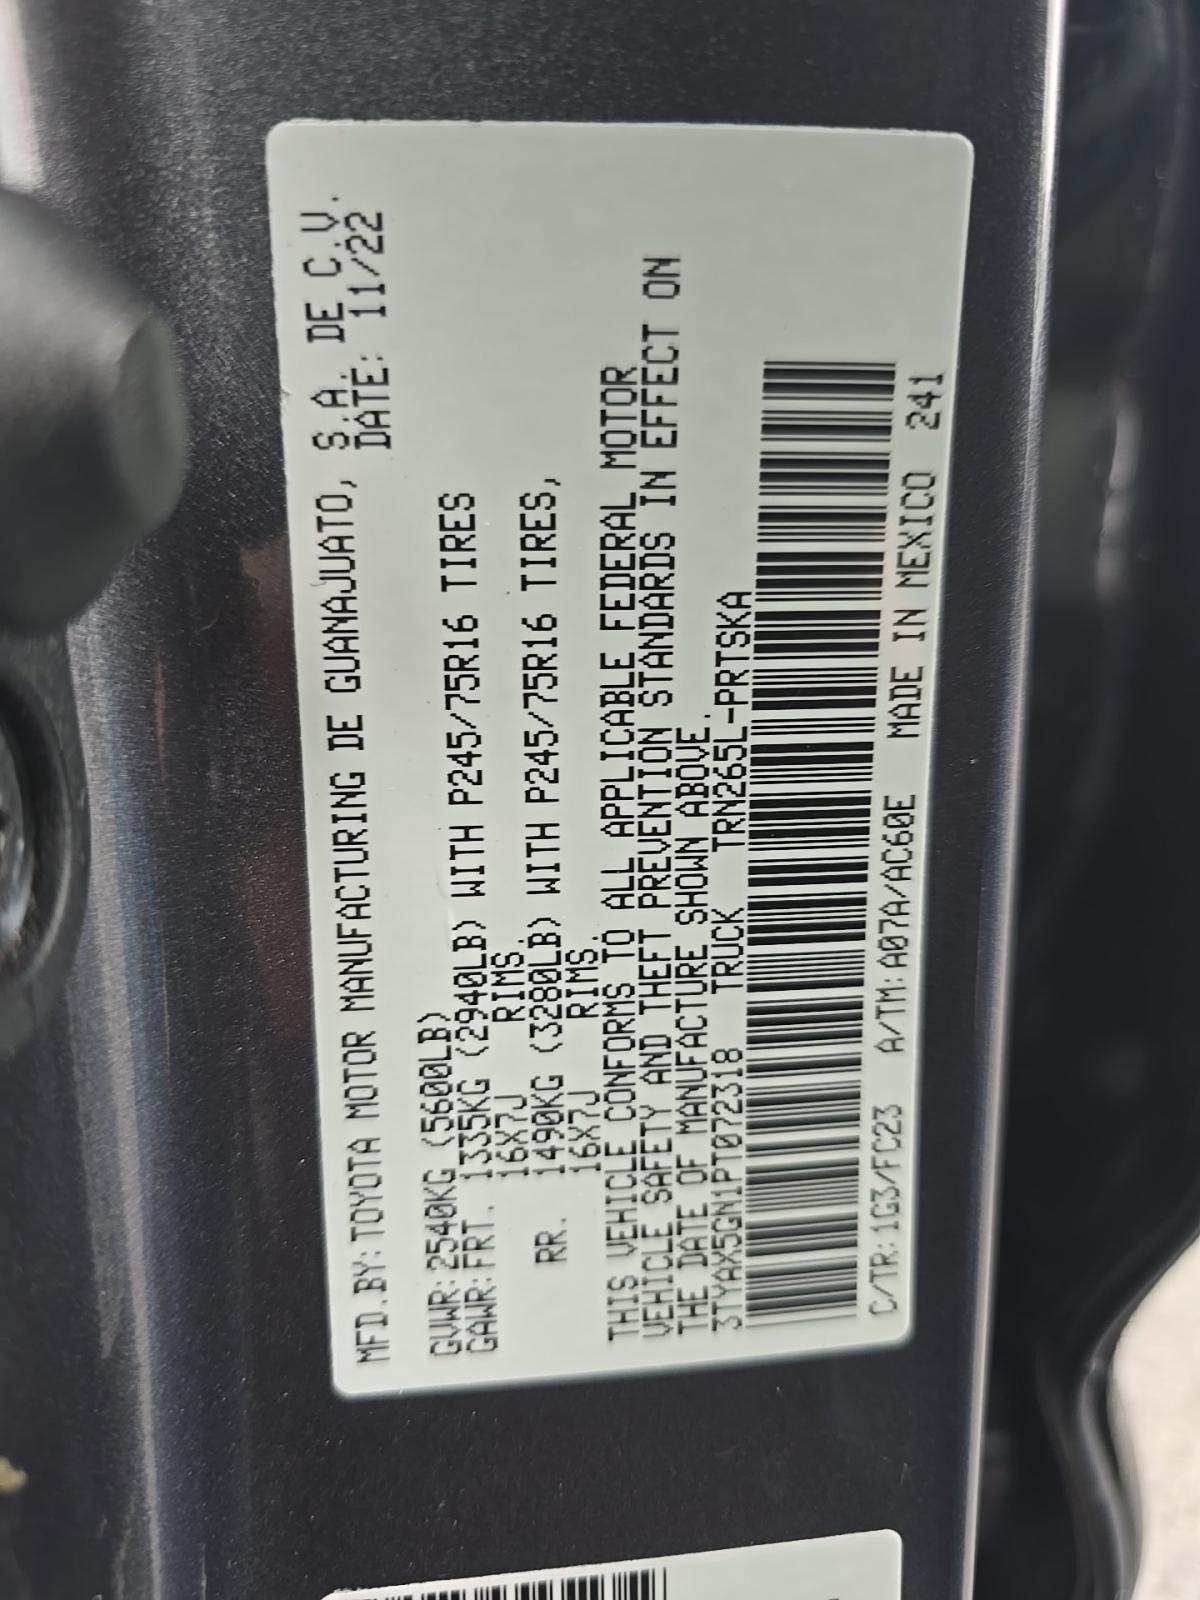 MFD.BY:TOYOTA MOTOR MANUFACTURING DE GUANAJUATO, S.A. DE C.V.
DATE: 11/22
GVWR:2540KG (5600LB)
GAWR:FRT. 1335KG (2940LB) WITH P245/75R16 TIRES
16X7J RIMS.
RR. 1490KG (3280LB) WITH P245/75R16 TIRES,
16X7J RIMS.
THIS VEHICLE CONFORMS TO ALL APPLICABLE FEDERAL MOTOR
VEHICLE SAFETY AND THEFT PREVENTION STANDARDS IN EFFECT ON
THE DATE OF MANUFACTURE SHOWN ABOVE.
3TYAX5GN1PT072318 TRUCK TRN265L-PRTSKA
C/TR:1G3/FC23 A/TM:A07A/AC60E MADE IN MEXICO 241